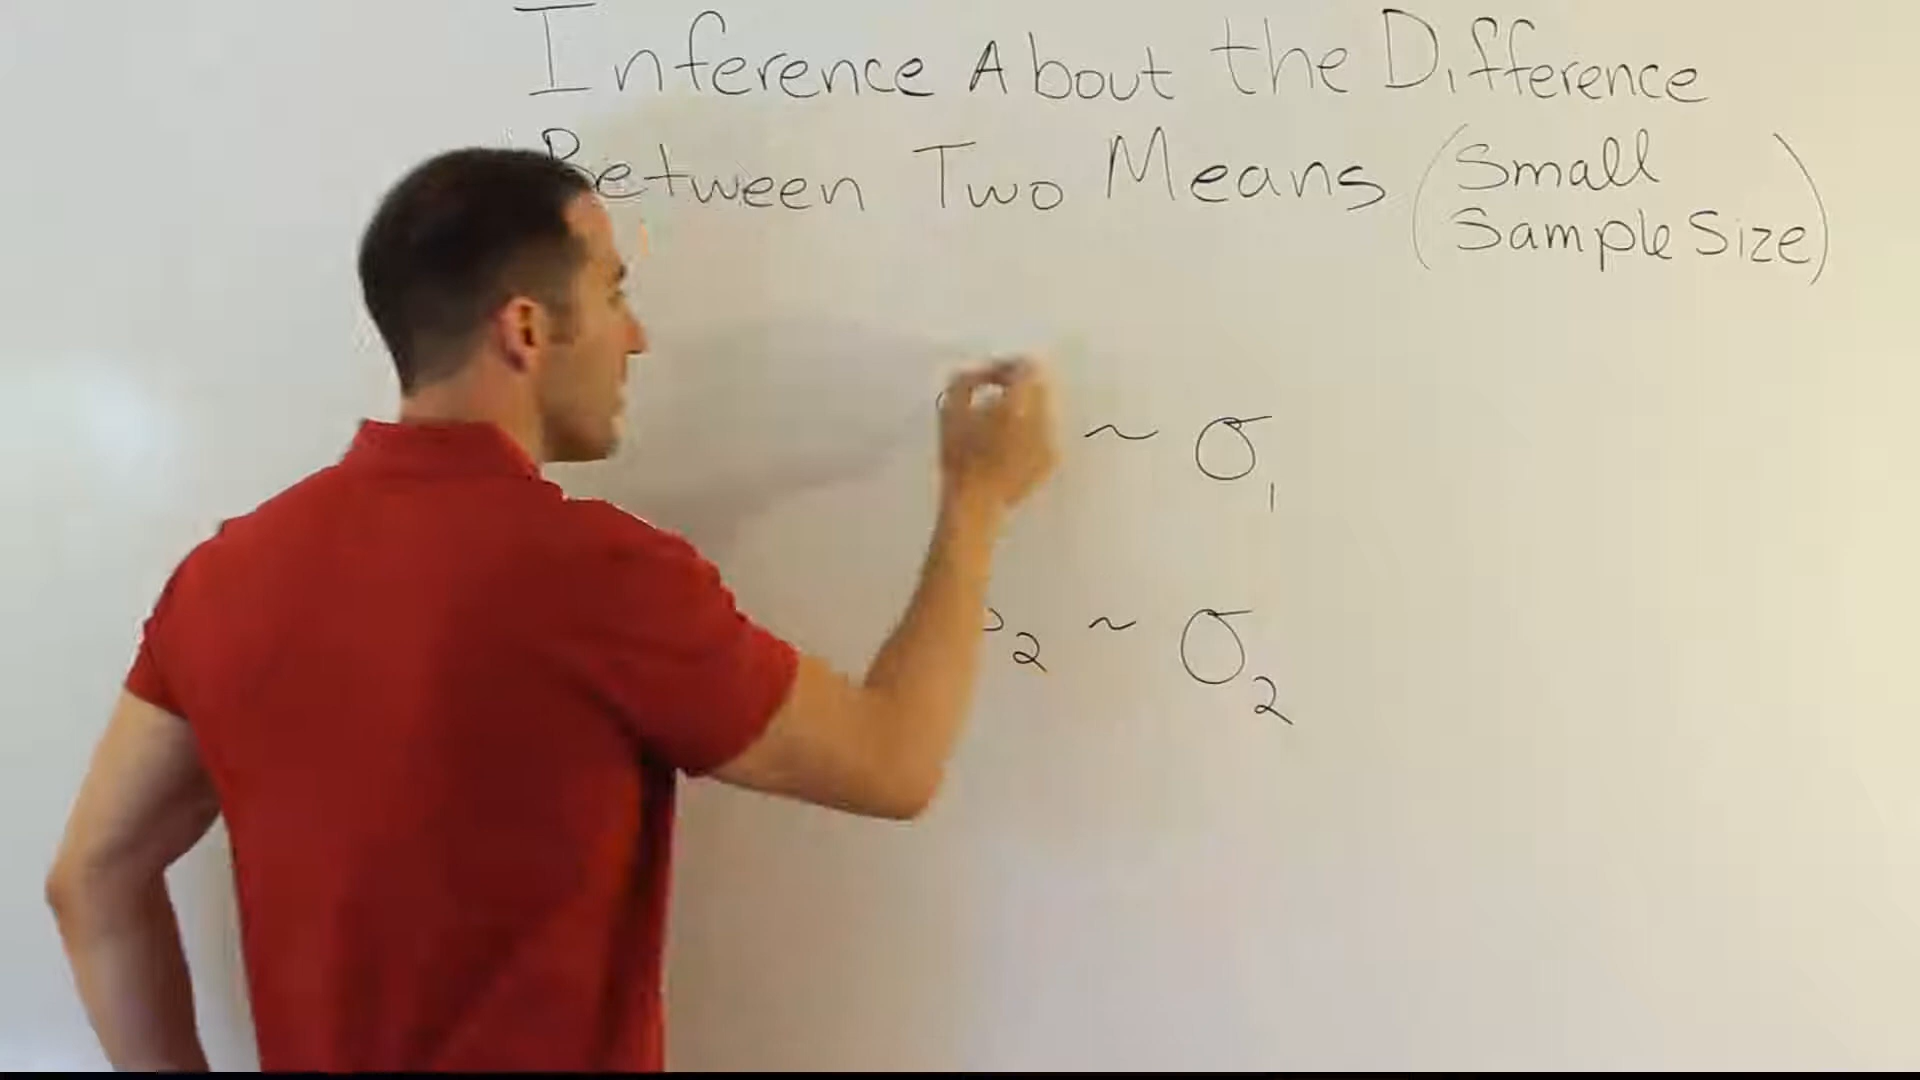 Inference About the Difference
Between Two Means (Small
Sample Size)
~ σ1
2 ~ σ2